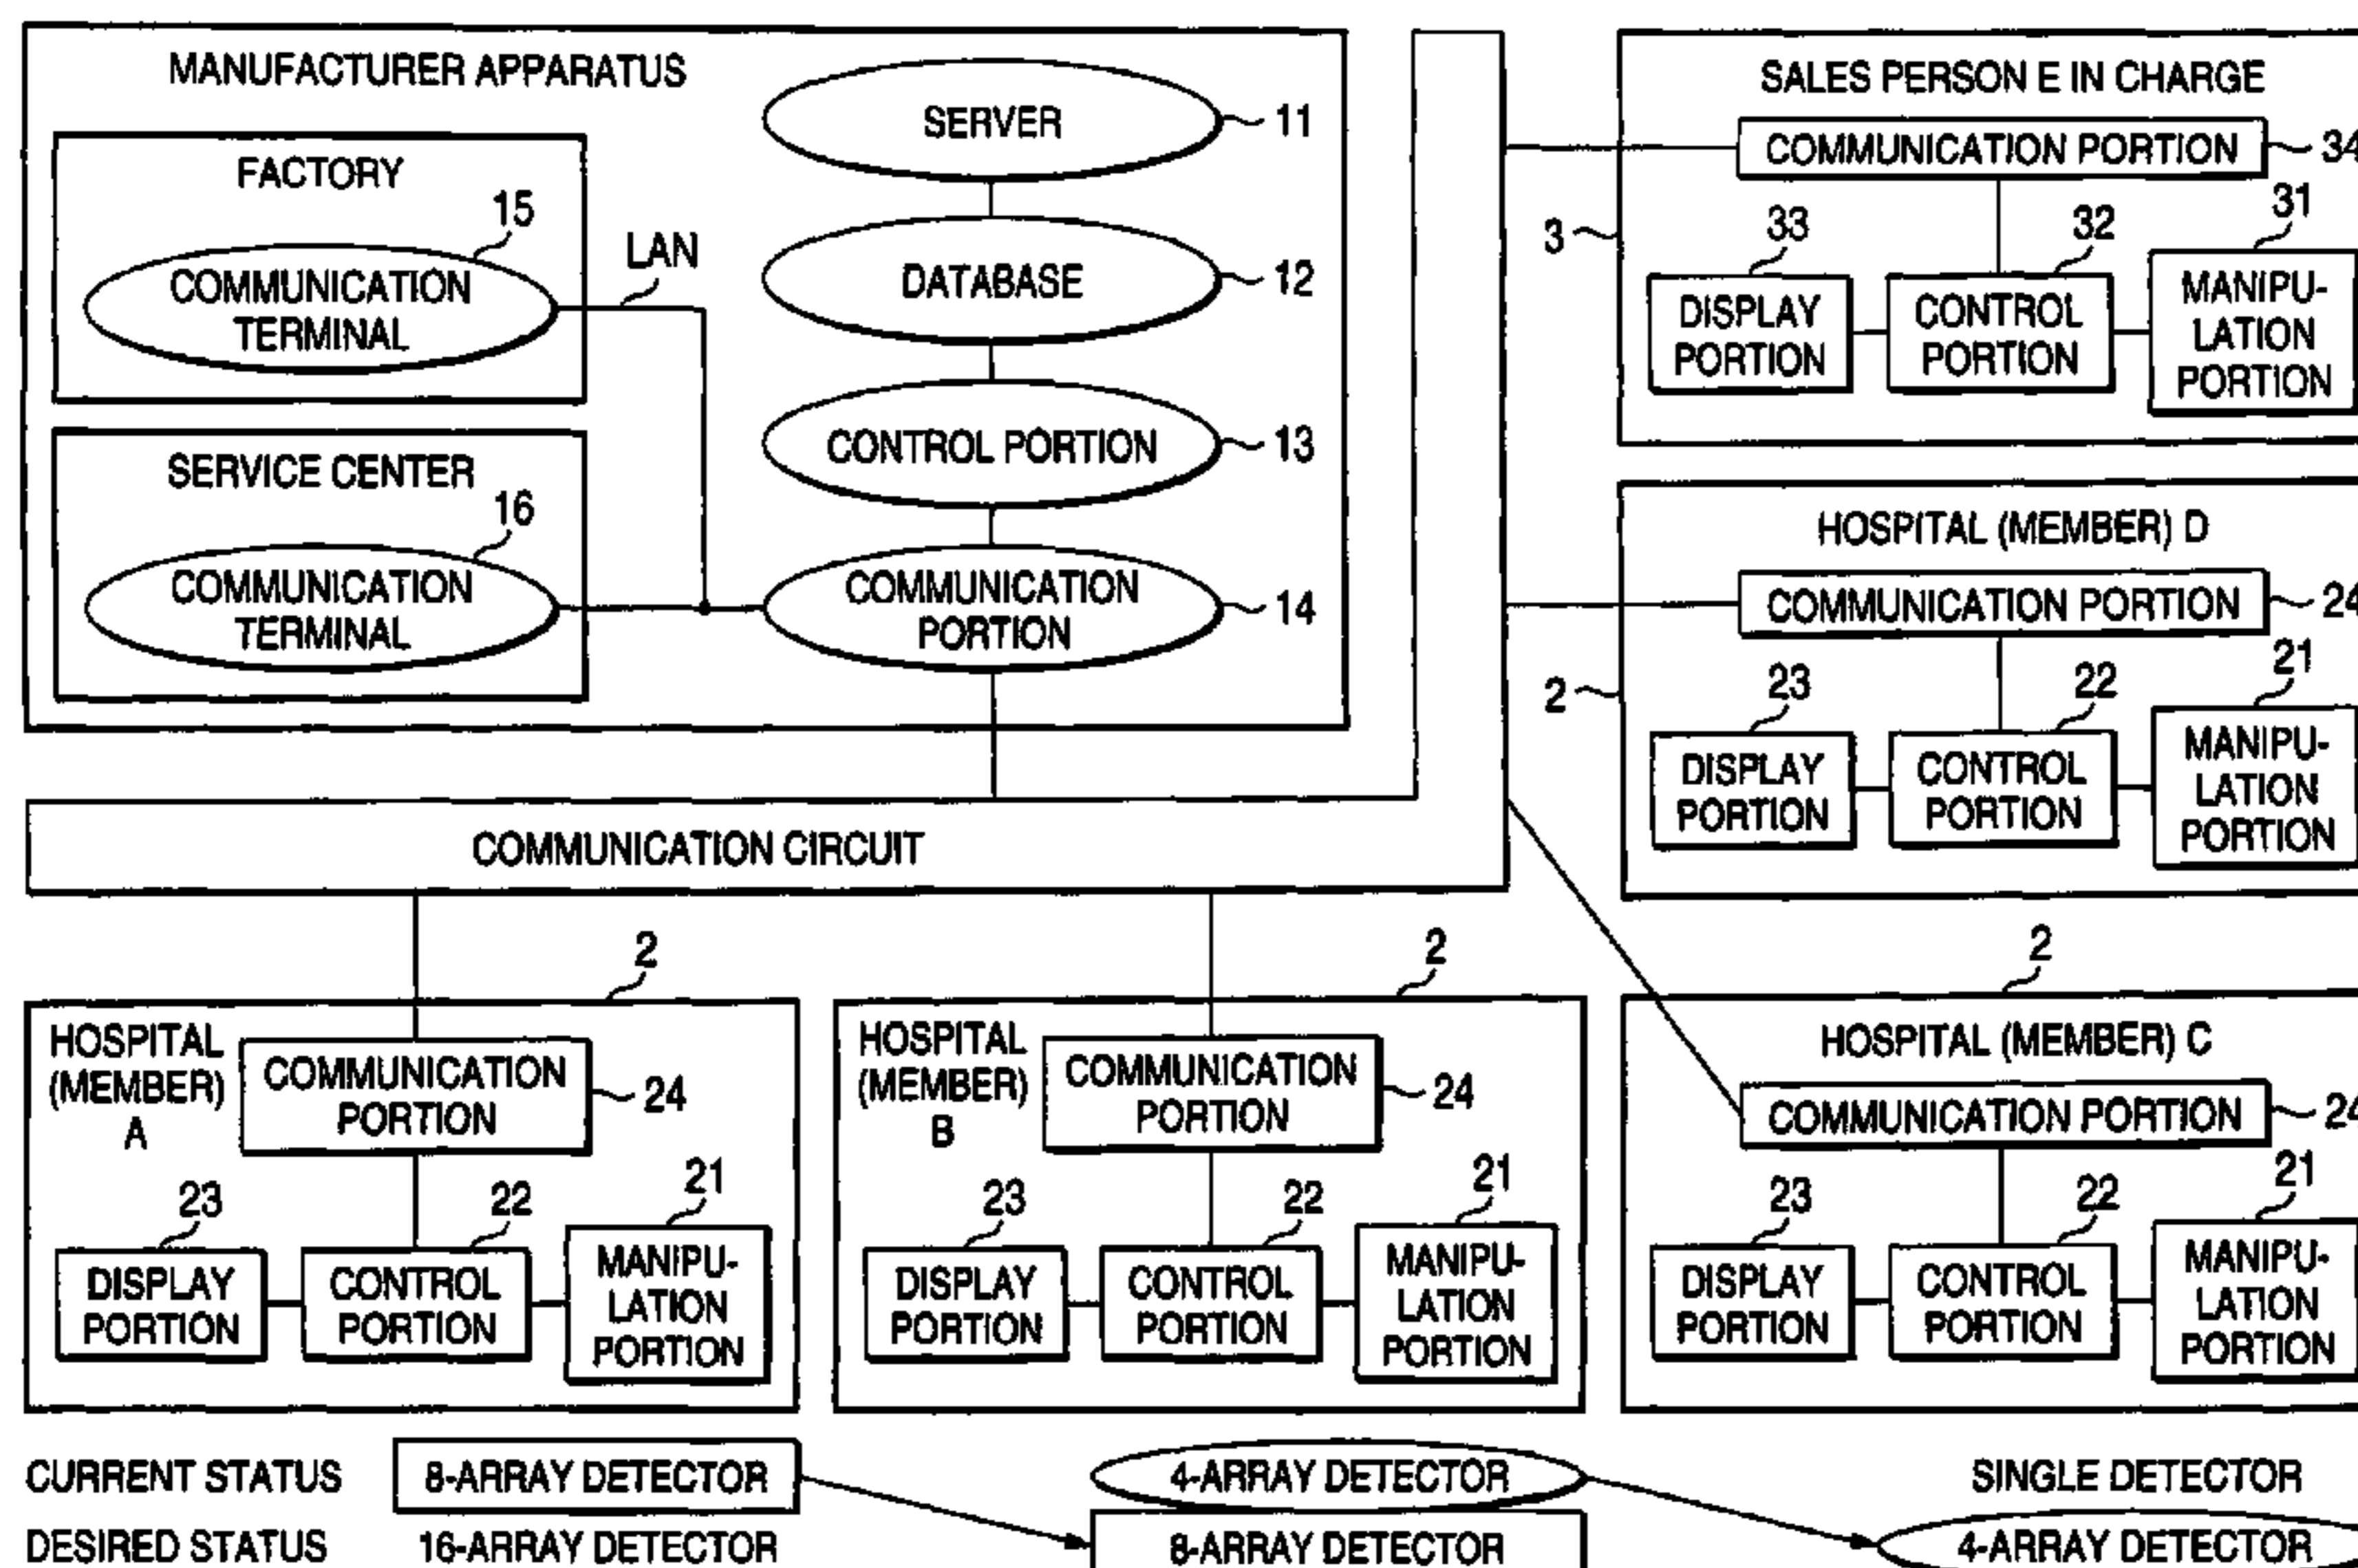 MANUFACTURER APPARATUS
SERVER
11
FACTORY
15
COMMUNICATION
TERMINAL
LAN
DATABASE
12
CONTROL PORTION
13
SERVICE CENTER
16
COMMUNICATION
TERMINAL
COMMUNICATION
PORTION
14
COMMUNICATION CIRCUIT
SALES PERSON E IN CHARGE
COMMUNICATION PORTION
34
3
33
32
31
DISPLAY
PORTION
CONTROL
PORTION
MANIPU-
LATION
PORTION
HOSPITAL (MEMBER) D
COMMUNICATION PORTION
24
2
23
22
21
DISPLAY
PORTION
CONTROL
PORTION
MANIPU-
LATION
PORTION
2
HOSPITAL
(MEMBER)
A
COMMUNICATION
PORTION
24
23
22
21
DISPLAY
PORTION
CONTROL
PORTION
MANIPU-
LATION
PORTION
2
HOSPITAL
(MEMBER)
B
COMMUNICATION
PORTION
24
23
22
21
DISPLAY
PORTION
CONTROL
PORTION
MANIPU-
LATION
PORTION
2
HOSPITAL (MEMBER) C
COMMUNICATION PORTION
24
23
22
21
DISPLAY
PORTION
CONTROL
PORTION
MANIPU-
LATION
PORTION
CURRENT STATUS 8-ARRAY DETECTOR 4-ARRAY DETECTOR SINGLE DETECTOR
DESIRED STATUS 16-ARRAY DETECTOR 8-ARRAY DETECTOR 4-ARRAY DETECTOR